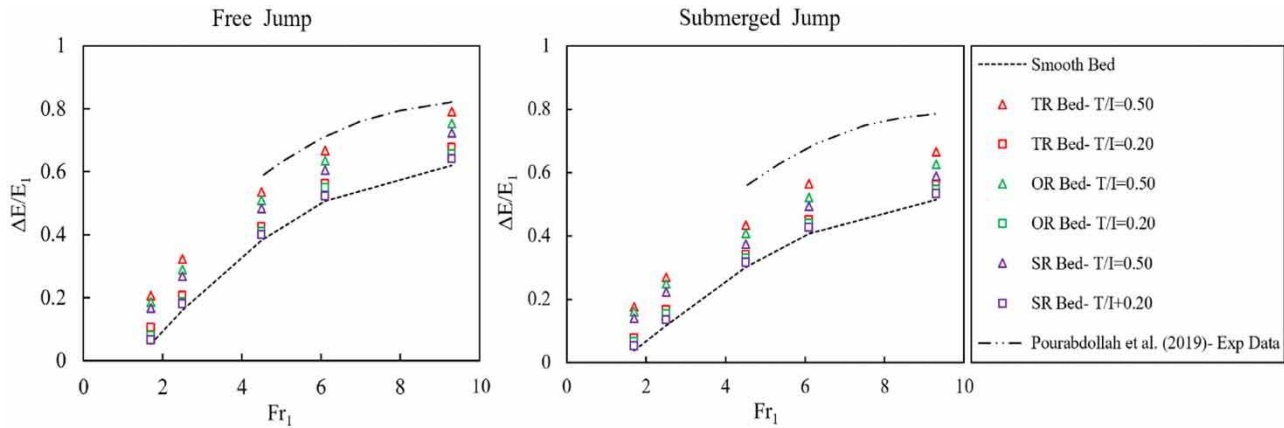 Free Jump
1
0.8
0.6
0.4
0.2
0
ΔE/E₁
0 2 4 6 8 10
Fr₁
Submerged Jump
1
0.8
0.6
0.4
0.2
0
ΔE/E₁
0 2 4 6 8 10
Fr₁
Smooth Bed
TR Bed- T/I=0.50
TR Bed- T/I=0.20
OR Bed- T/I=0.50
OR Bed- T/I=0.20
SR Bed- T/I=0.50
SR Bed- T/I+0.20
Pourabdollah et al. (2019)- Exp Data